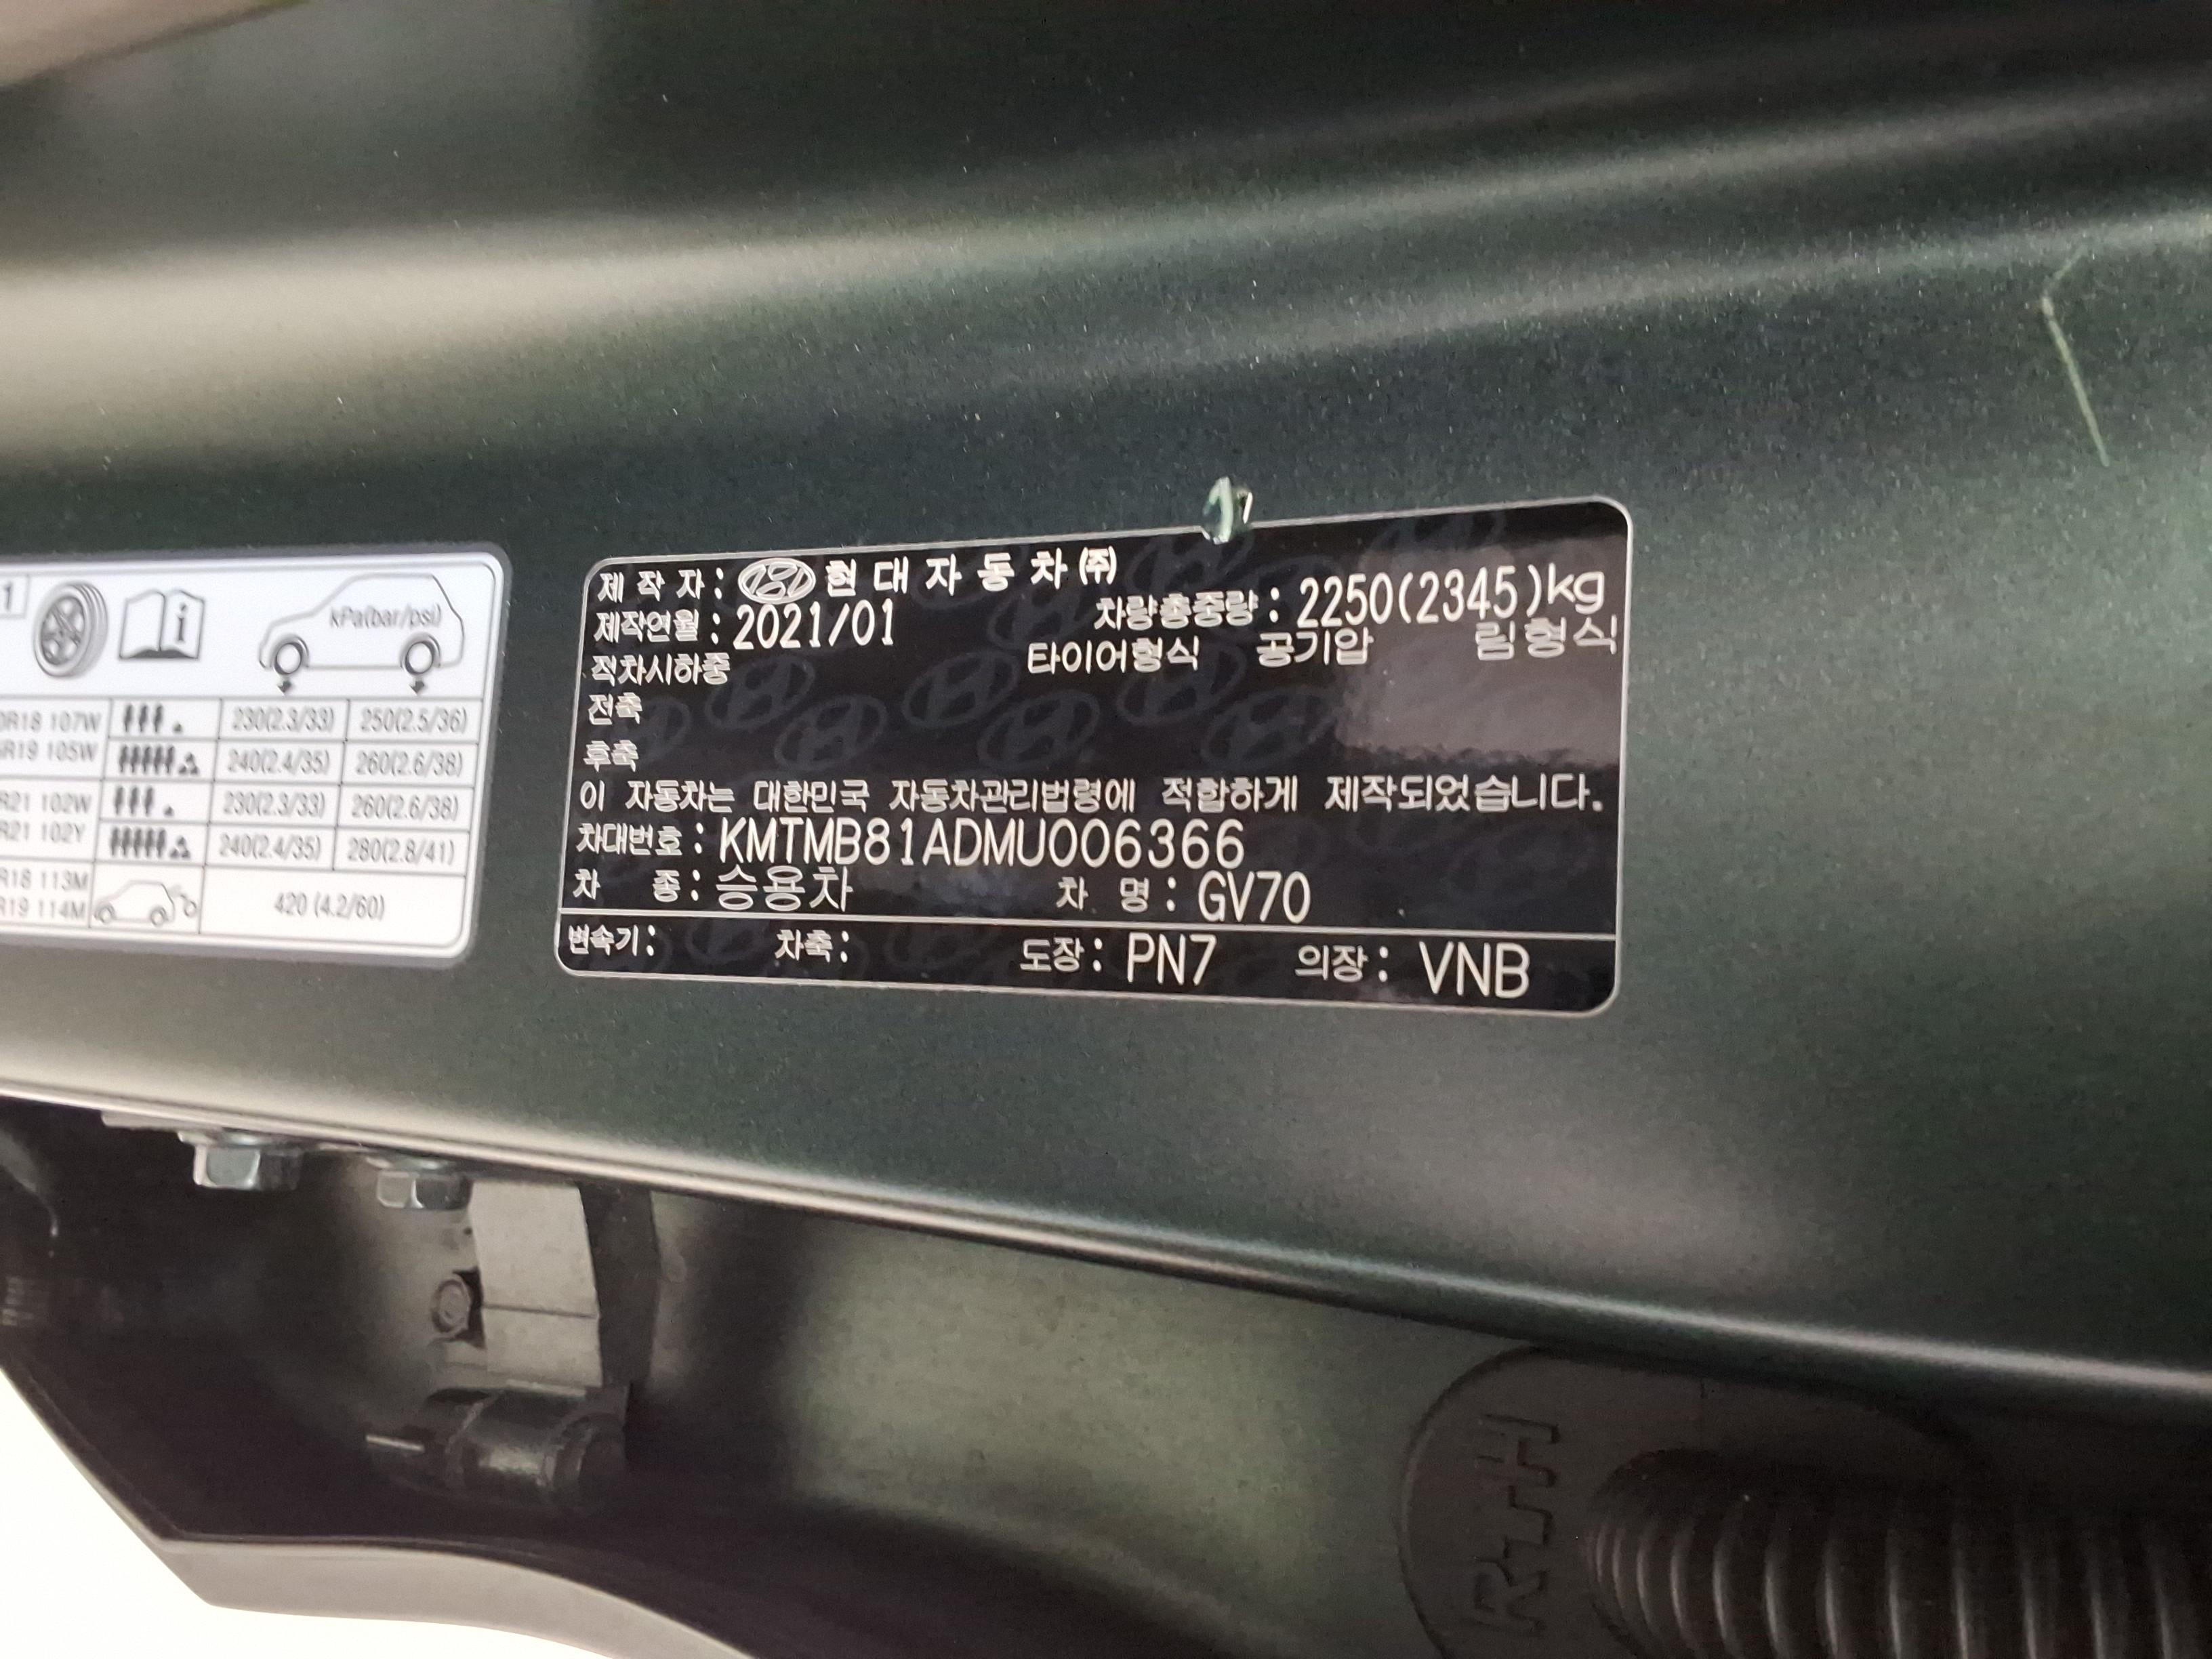 1
i
kPa(bar/psi)
R18 107W 230(2.3/33) 250(2.5/36)
R19 105W 240(2.4/35) 260(2.6/38)
R21 102W 230(2.3/33) 260(2.6/38)
R21 102Y 240(2.4/35) 280(2.8/41)
R18 113M
R19 114M 420 (4.2/60)
제 작 자 : 현 대 자 동 차 ㈜
제작연월 : 2021/01 차량총중량 : 2250(2345)kg
적차시하중 타이어형식 공기압 림형식
전축
후축
이 자동차는 대한민국 자동차관리법령에 적합하게 제작되었습니다.
차대번호 : KMTMB81ADMU006366
차 종 : 승용차 차 명 : GV70
변속기 : 차축 : 도장 : PN7 의장 : VNB
R-H